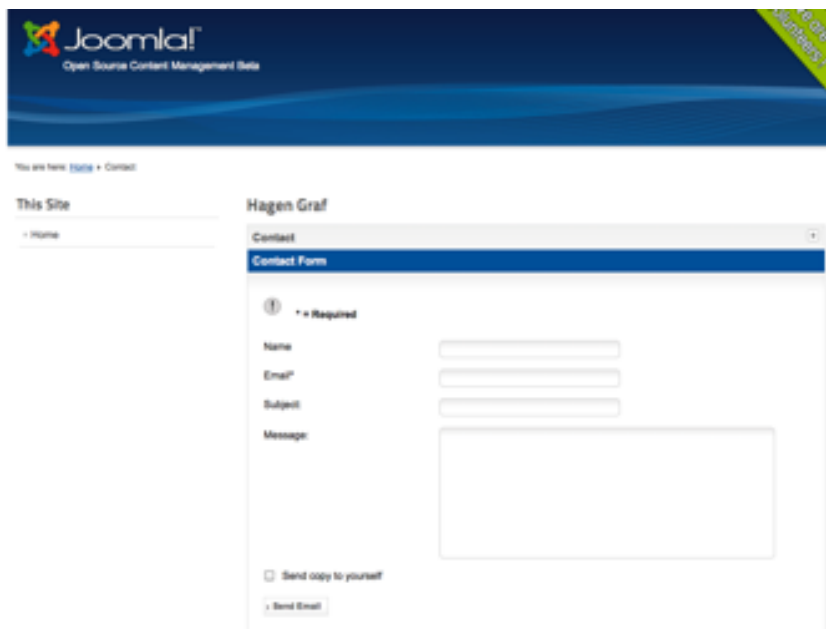 Joomla!
Open Source Content Management Beta
You are here: Home Contact
This Site
Home
Hagen Graf
Contact
Contact Form
* = Required
Name
Email*
Subject:
Message:
Send copy to yourself
Send Email